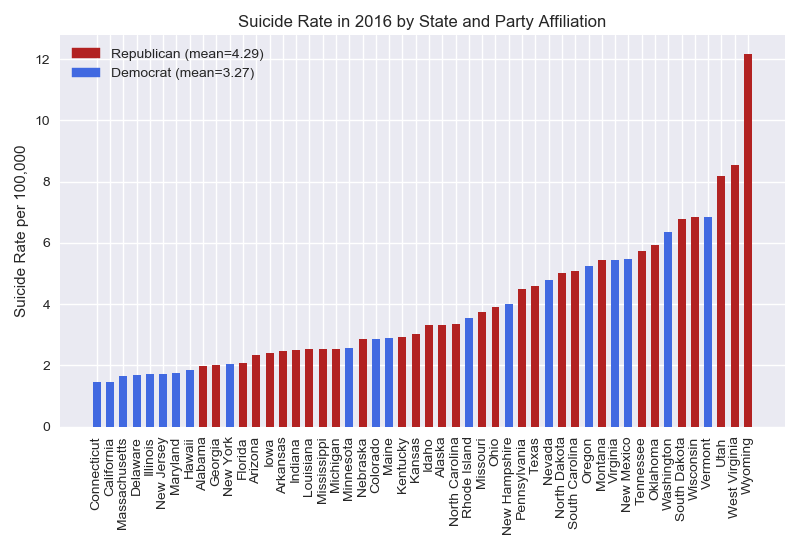 Suicide Rate in 2016 by State and Party Affiliation
Republican (mean=4.29)
Democrat (mean=3.27)
Suicide Rate per 100,000
12
10
8
6
4
2
0
Connecticut
California
Massachusetts
Delaware
Illinois
New Jersey
Maryland
Hawaii
Alabama
Georgia
New York
Florida
Arizona
Iowa
Arkansas
Indiana
Louisiana
Mississippi
Michigan
Minnesota
Nebraska
Colorado
Maine
Kentucky
Kansas
Idaho
Alaska
North Carolina
Rhode Island
Missouri
Ohio
New Hampshire
Pennsylvania
Texas
Nevada
North Dakota
South Carolina
Oregon
Montana
Virginia
New Mexico
Tennessee
Oklahoma
Washington
South Dakota
Wisconsin
Vermont
Utah
West Virginia
Wyoming